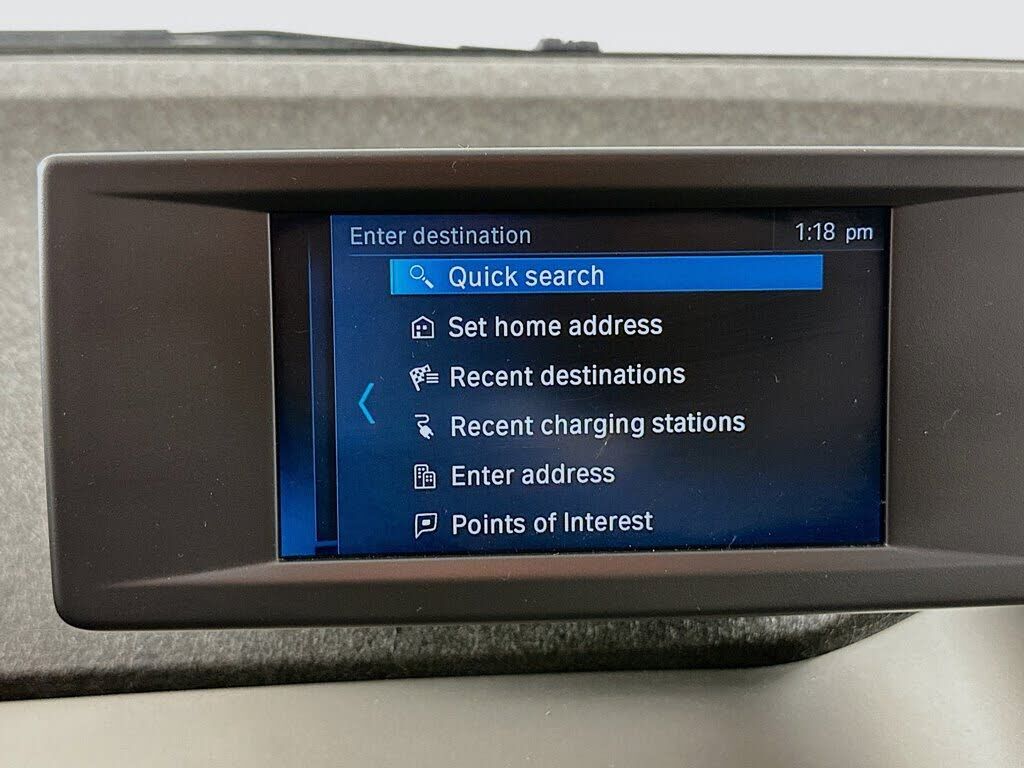 Enter destination 1:18 pm
Quick search
Set home address
Recent destinations
Recent charging stations
Enter address
Points of Interest